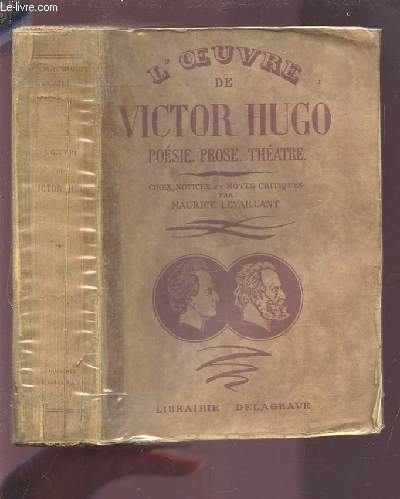 Le-Livre.com
L'ŒUVRE
DE
VICTOR HUGO
POÉSIE. PROSE. THÉATRE.
CHOIX, NOTICES ET NOTES CRITIQUES
PAR
MAURICE LEVAILLANT
LIBRAIRIE DELAGRAVE
VICTOR HUGO